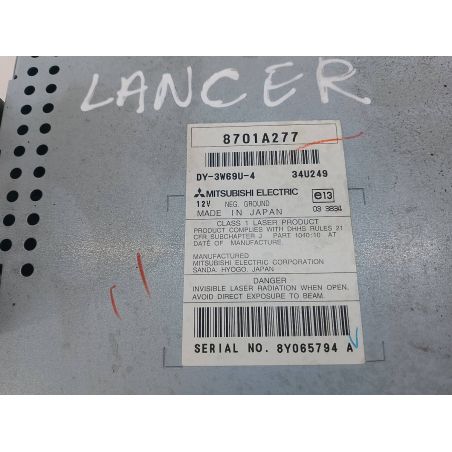 LANCER
8701A277
DY-3W69U-4 34U249
MITSUBISHI ELECTRIC
12V NEG. GROUND
MADE IN JAPAN
e13
03 3834
CLASS 1 LASER PRODUCT
PRODUCT COMPLIES WITH DHHS RULES 21
CFR SUBCHAPTER J PART 1040:10 AT
DATE OF MANUFACTURE.
MANUFACTURED
MITSUBISHI ELECTRIC CORPORATION
SANDA, HYOGO, JAPAN
DANGER
INVISIBLE LASER RADIATION WHEN OPEN.
AVOID DIRECT EXPOSURE TO BEAM.
SERIAL NO. 8Y065794 A